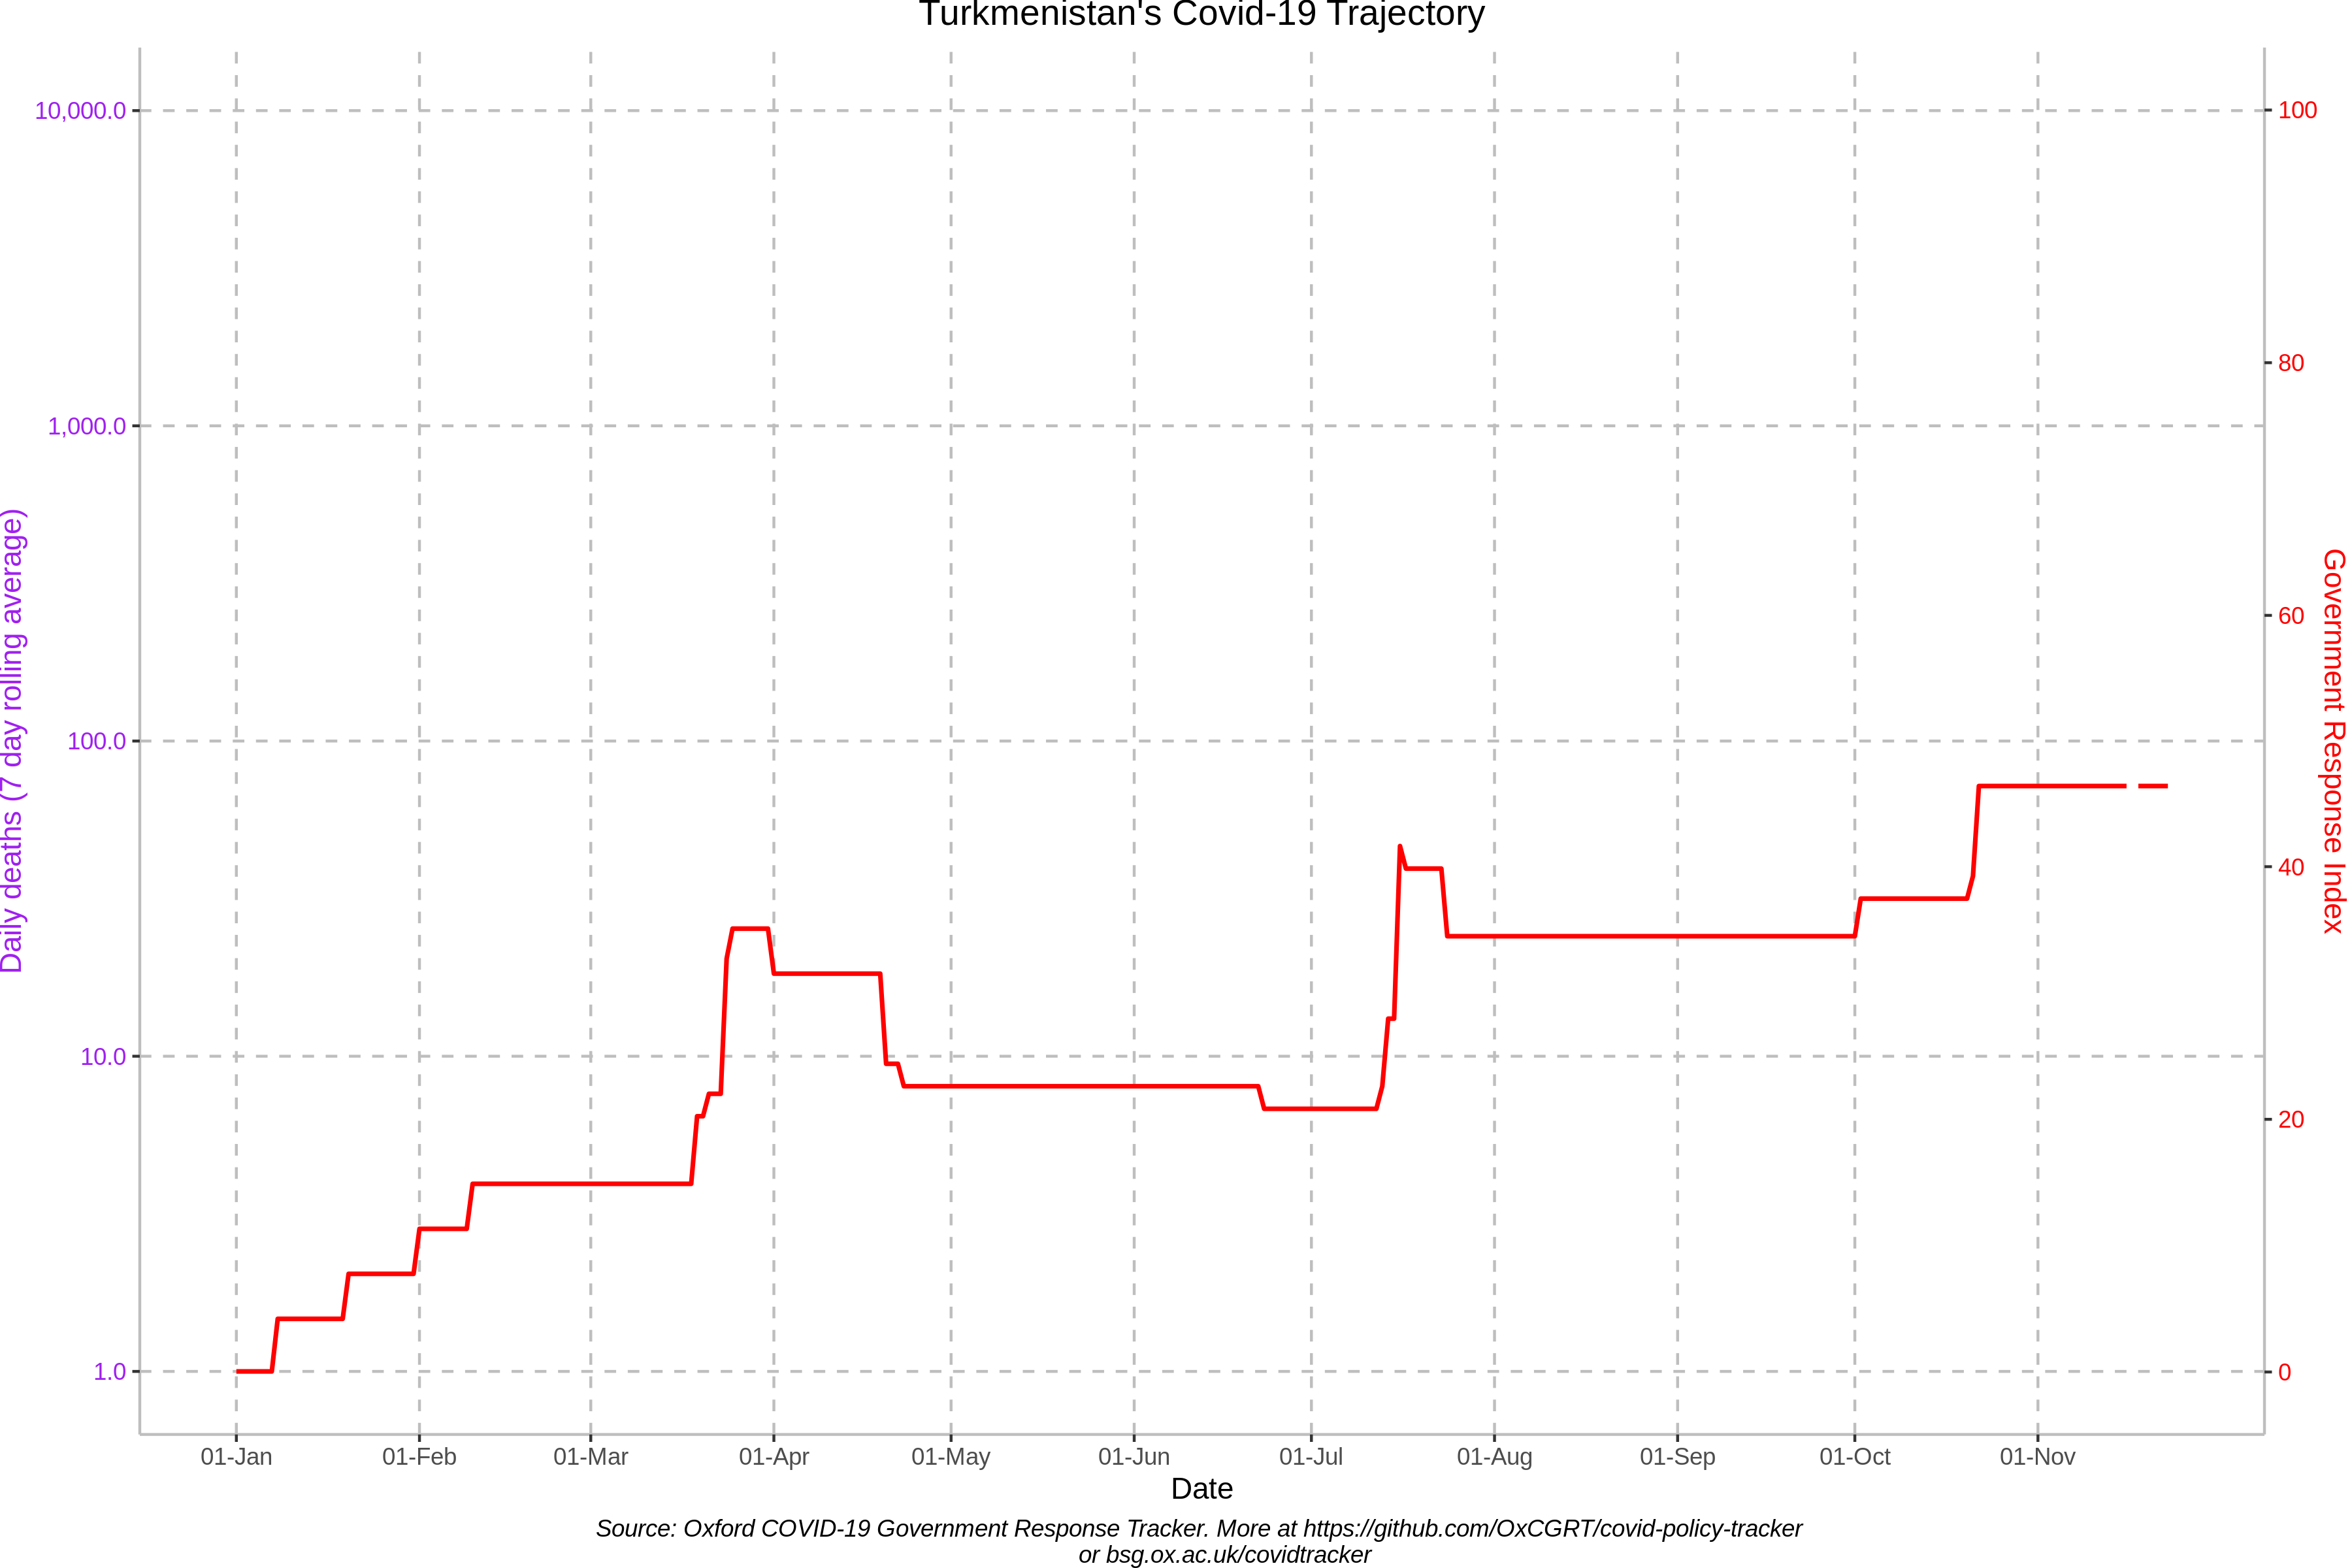 Turkmenistan's Covid-19 Trajectory
10,000.0
1,000.0
100.0
10.0
1.0
Daily deaths (7 day rolling average)
100
80
60
40
20
0
Government Response Index
01-Jan 01-Feb 01-Mar 01-Apr 01-May 01-Jun 01-Jul 01-Aug 01-Sep 01-Oct 01-Nov
Date
Source: Oxford COVID-19 Government Response Tracker. More at https://github.com/OxCGRT/covid-policy-tracker
or bsg.ox.ac.uk/covidtracker